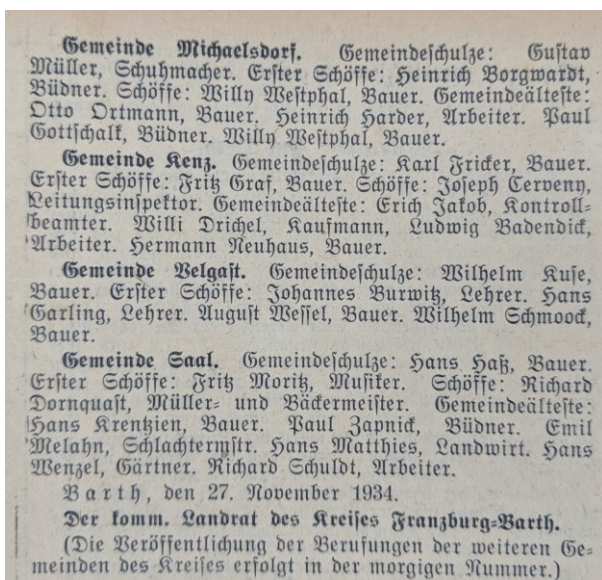 Gemeinde Michaelsdorf. Gemeindeschulze: Gustav
Müller, Schuhmacher. Erster Schöffe: Heinrich Borgwardt,
Büdner. Schöffe: Willy Westphal, Bauer. Gemeindeälteste:
Otto Ortmann, Bauer. Heinrich Harder, Arbeiter. Paul
Gottschalk, Büdner. Willy Westphal, Bauer.
Gemeinde Kenz. Gemeindeschulze: Karl Fricker, Bauer.
Erster Schöffe: Fritz Graf, Bauer. Schöffe: Joseph Cerveny,
Leitungsinspektor. Gemeindeälteste: Erich Jakob, Kontroll-
beamter. Willi Drichel, Kaufmann, Ludwig Badendick,
Arbeiter. Hermann Neuhaus, Bauer.
Gemeinde Velgast. Gemeindeschulze: Wilhelm Kuse,
Bauer. Erster Schöffe: Johannes Burwitz, Lehrer. Hans
Garling, Lehrer. August Wessel, Bauer. Wilhelm Schmoock,
Bauer.
Gemeinde Saal. Gemeindeschulze: Hans Haß, Bauer.
Erster Schöffe: Fritz Moritz, Musiker. Schöffe: Richard
Dornquast, Müller- und Bäckermeister. Gemeindeälteste:
Hans Krentzien, Bauer. Paul Zapnick, Büdner. Emil
Melahn, Schlachtermstr. Hans Matthies, Landwirt. Hans
Wenzel, Gärtner. Richard Schuldt, Arbeiter.
Barth, den 27. November 1934.
Der komm. Landrat des Kreises Franzburg-Barth.
(Die Veröffentlichung der Berufungen der weiteren Ge-
meinden des Kreises erfolgt in der morgigen Nummer.)